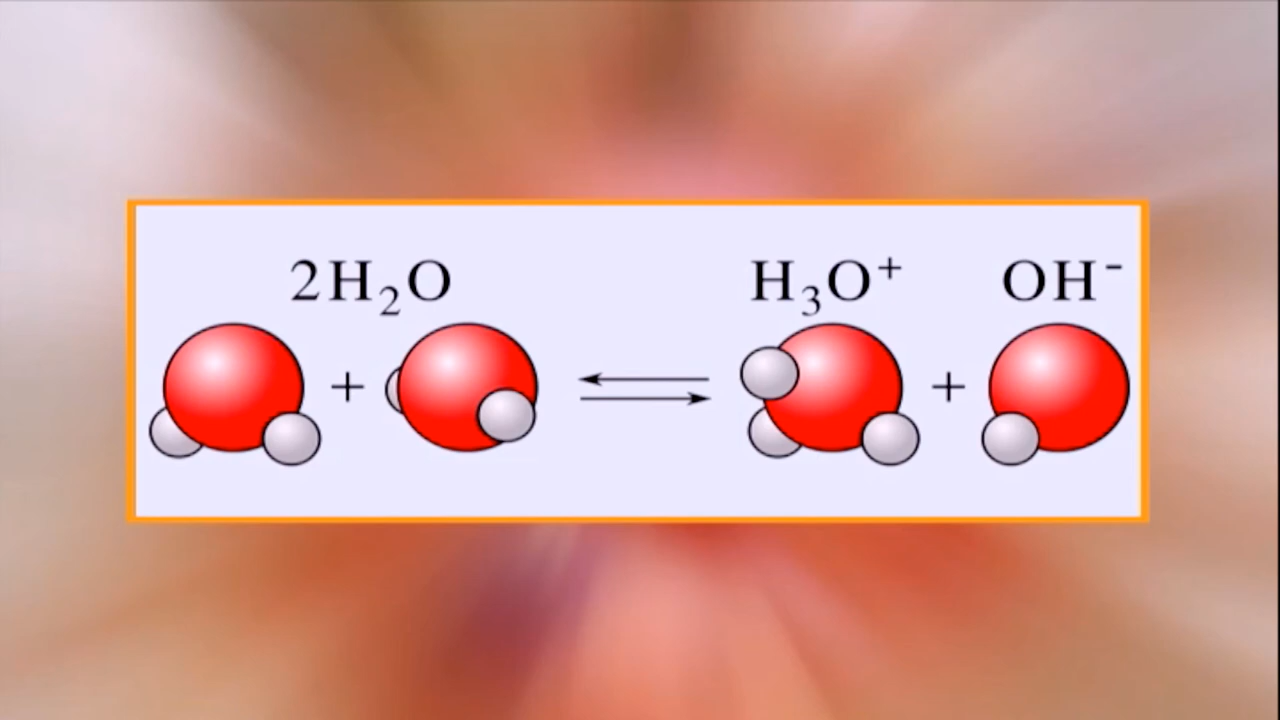 2H₂O H₃O⁺ OH⁻
+ ⇌ +